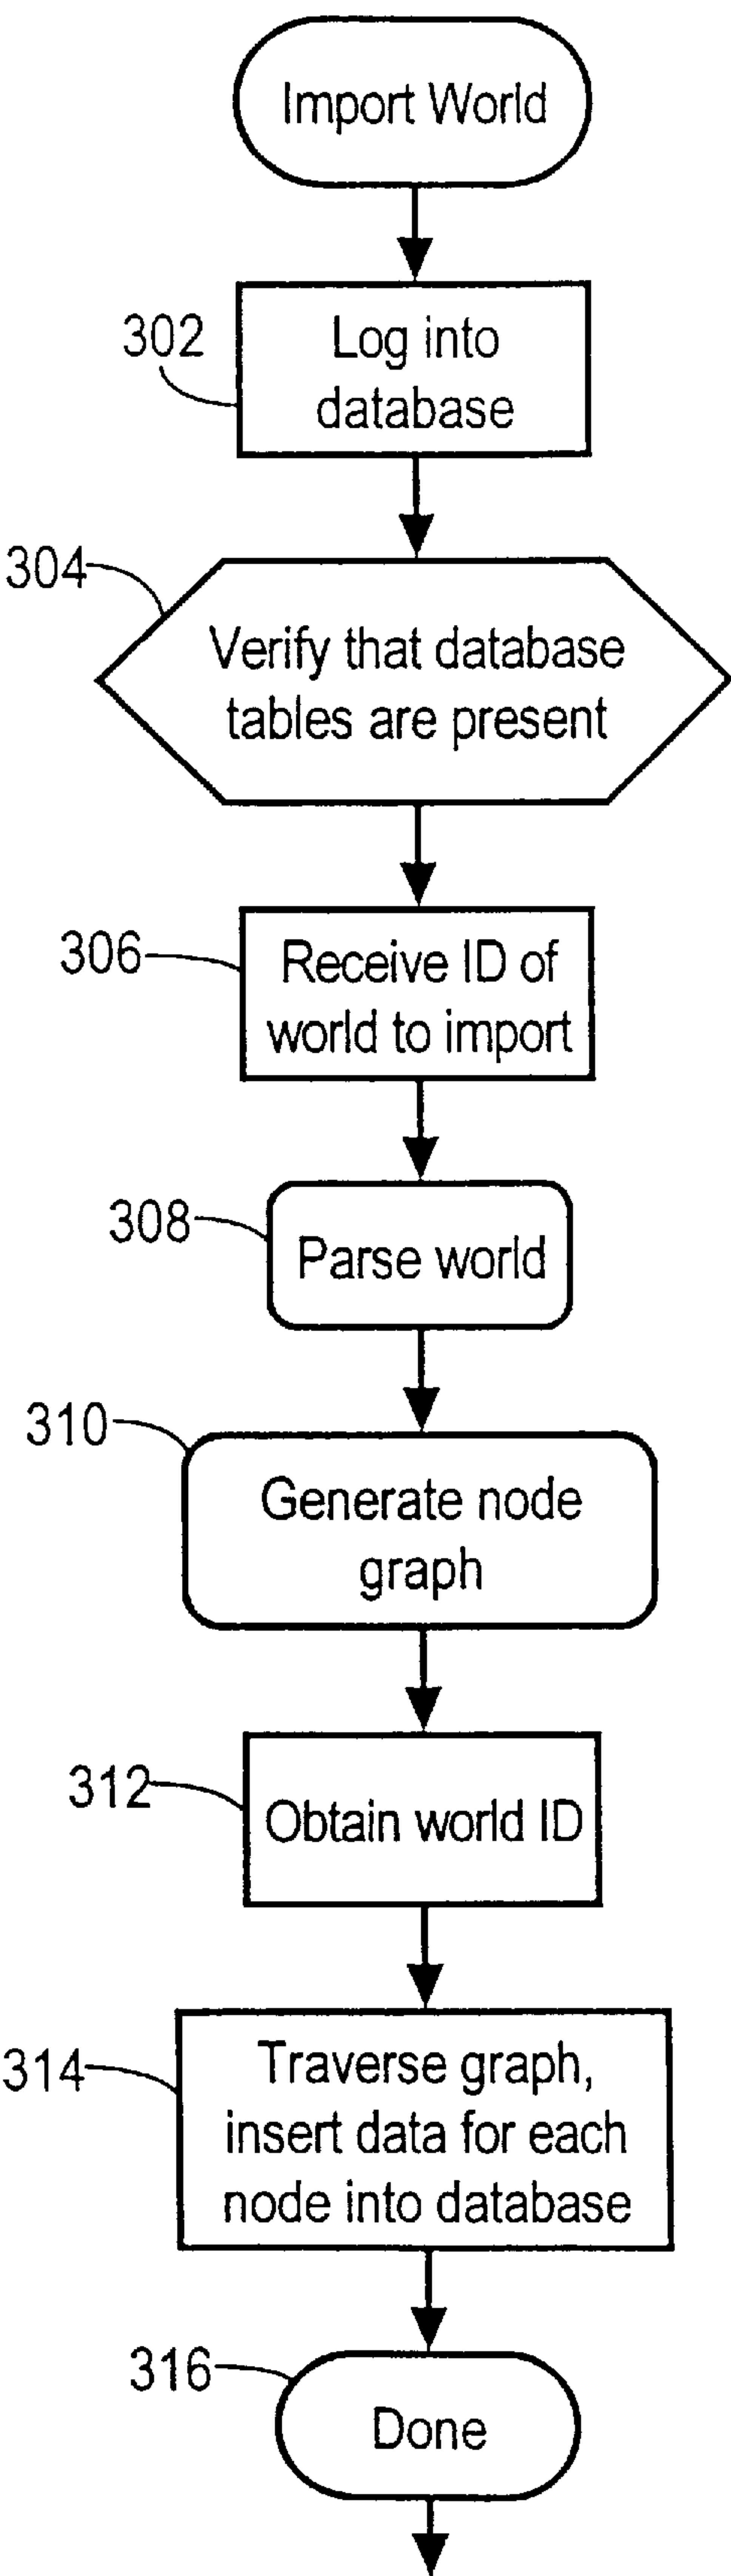 Import World
302
Log into
database
304
Verify that database
tables are present
306
Receive ID of
world to import
308
Parse world
310
Generate node
graph
312
Obtain world ID
314
Traverse graph,
insert data for each
node into database
316
Done